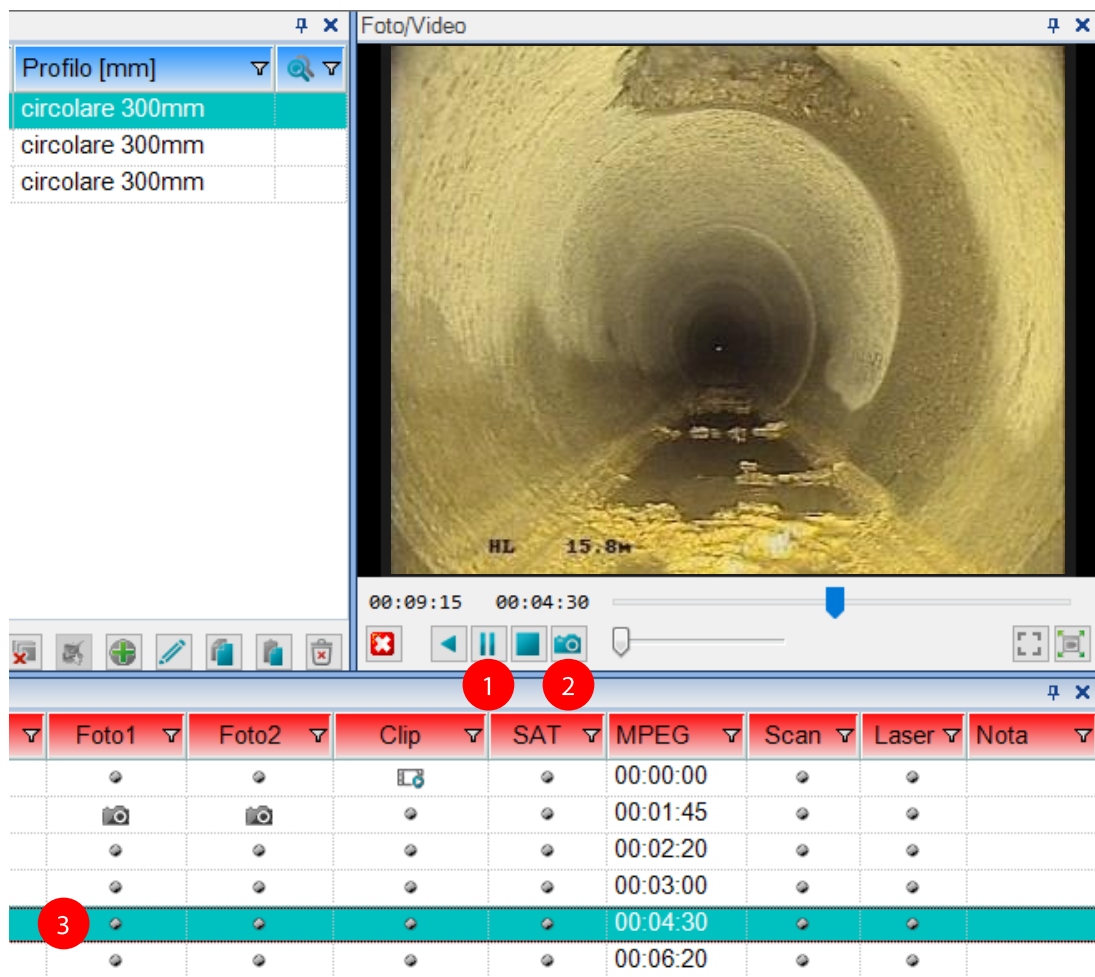 Foto/Video
Profilo [mm]
circolare 300mm
circolare 300mm
circolare 300mm
HL 15.8m
00:09:15 00:04:30
1 2
Foto1 Foto2 Clip SAT MPEG Scan Laser Nota
00:00:00
00:01:45
00:02:20
00:03:00
3 00:04:30
00:06:20